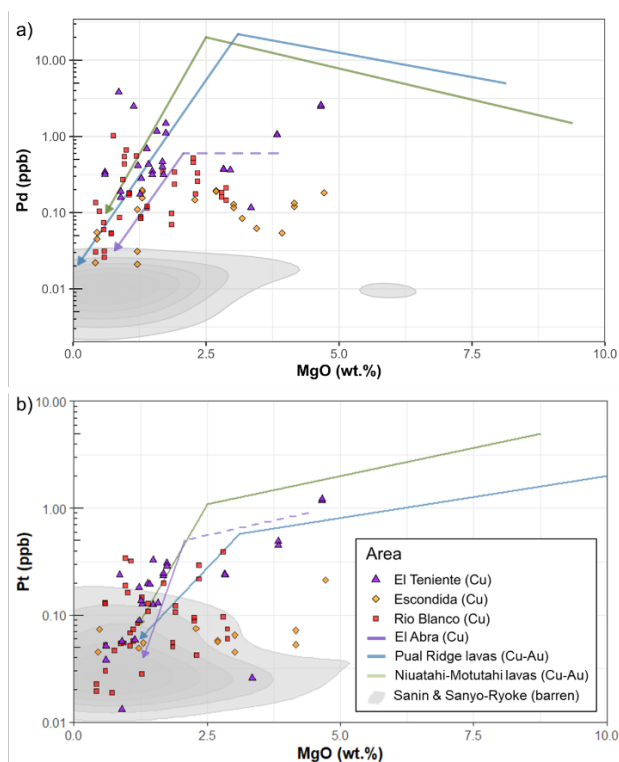 a)
10.00
1.00
0.10
0.01
Pd (ppb)
0.0
2.5
5.0
7.5
10.0
MgO (wt.%)
b)
10.00
1.00
0.10
0.01
Pt (ppb)
Area
El Teniente (Cu)
Escondida (Cu)
Rio Blanco (Cu)
El Abra (Cu)
Pual Ridge lavas (Cu-Au)
Niuatahi-Motutahi lavas (Cu-Au)
Sanin & Sanyo-Ryoke (barren)
0.0
2.5
5.0
7.5
10.0
MgO (wt.%)